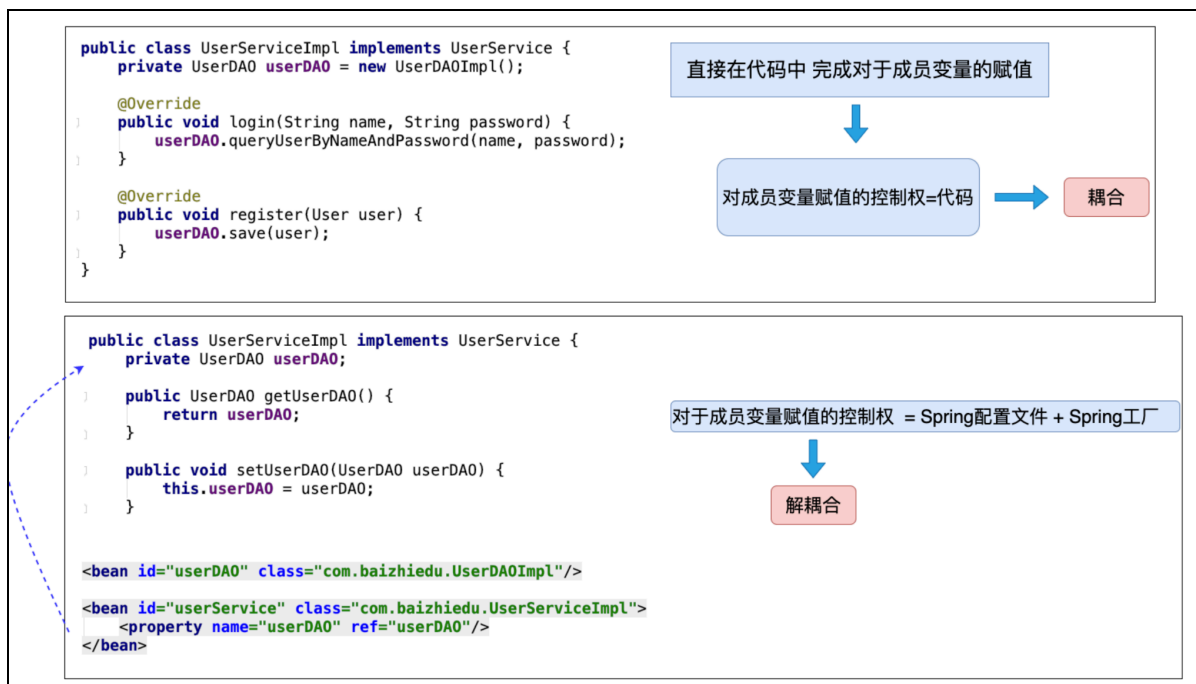 public class UserServiceImpl implements UserService {
private UserDAO userDAO = new UserDAOImpl();
@Override
public void login(String name, String password) {
userDAO.queryUserByNameAndPassword(name, password);
}
@Override
public void register(User user) {
userDAO.save(user);
}
}
直接在代码中 完成对于成员变量的赋值
对成员变量赋值的控制权=代码
耦合
public class UserServiceImpl implements UserService {
private UserDAO userDAO;
public UserDAO getUserDAO() {
return userDAO;
}
public void setUserDAO(UserDAO userDAO) {
this.userDAO = userDAO;
}
<bean id="userDAO" class="com.baizhiedu.UserDAOImpl"/>
<bean id="userService" class="com.baizhiedu.UserServiceImpl">
<property name="userDAO" ref="userDAO"/>
</bean>
对于成员变量赋值的控制权 = Spring配置文件 + Spring工厂
解耦合